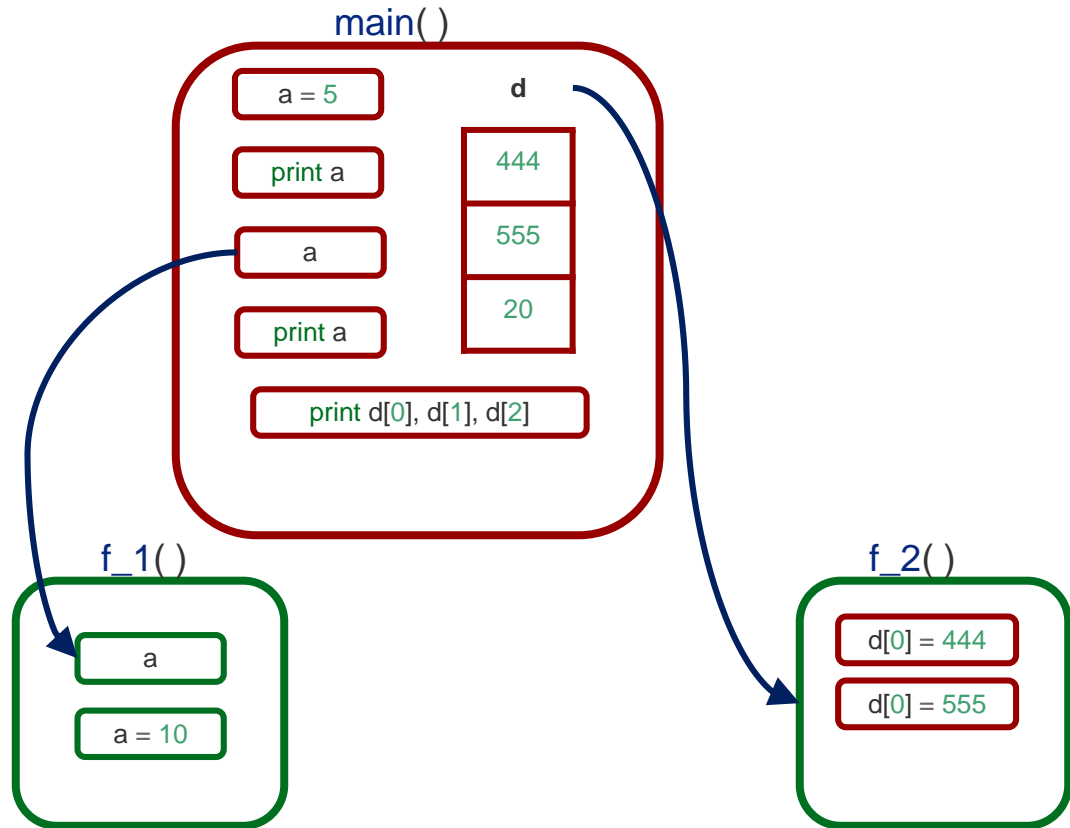 main( )
a = 5
d
print a
444
a
555
print a
20
print d[0], d[1], d[2]
f_1( )
a
a = 10
f_2( )
d[0] = 444
d[0] = 555